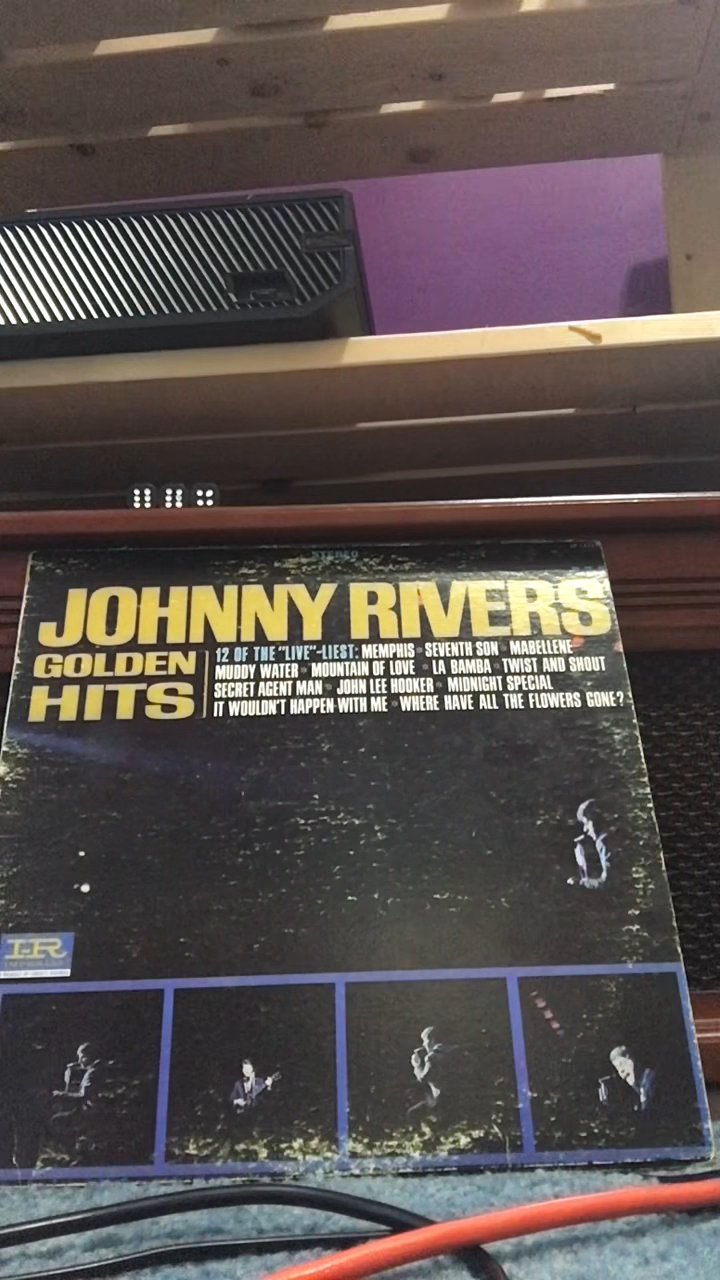 STEREO
JOHNNY RIVERS
GOLDEN
HITS
12 OF THE "LIVE"-LIEST: MEMPHIS • SEVENTH SON • MABELLENE
MUDDY WATER • MOUNTAIN OF LOVE • LA BAMBA • TWIST AND SHOUT
SECRET AGENT MAN • JOHN LEE HOOKER • MIDNIGHT SPECIAL
IT WOULDN'T HAPPEN WITH ME • WHERE HAVE ALL THE FLOWERS GONE?
I-R
IMPERIAL